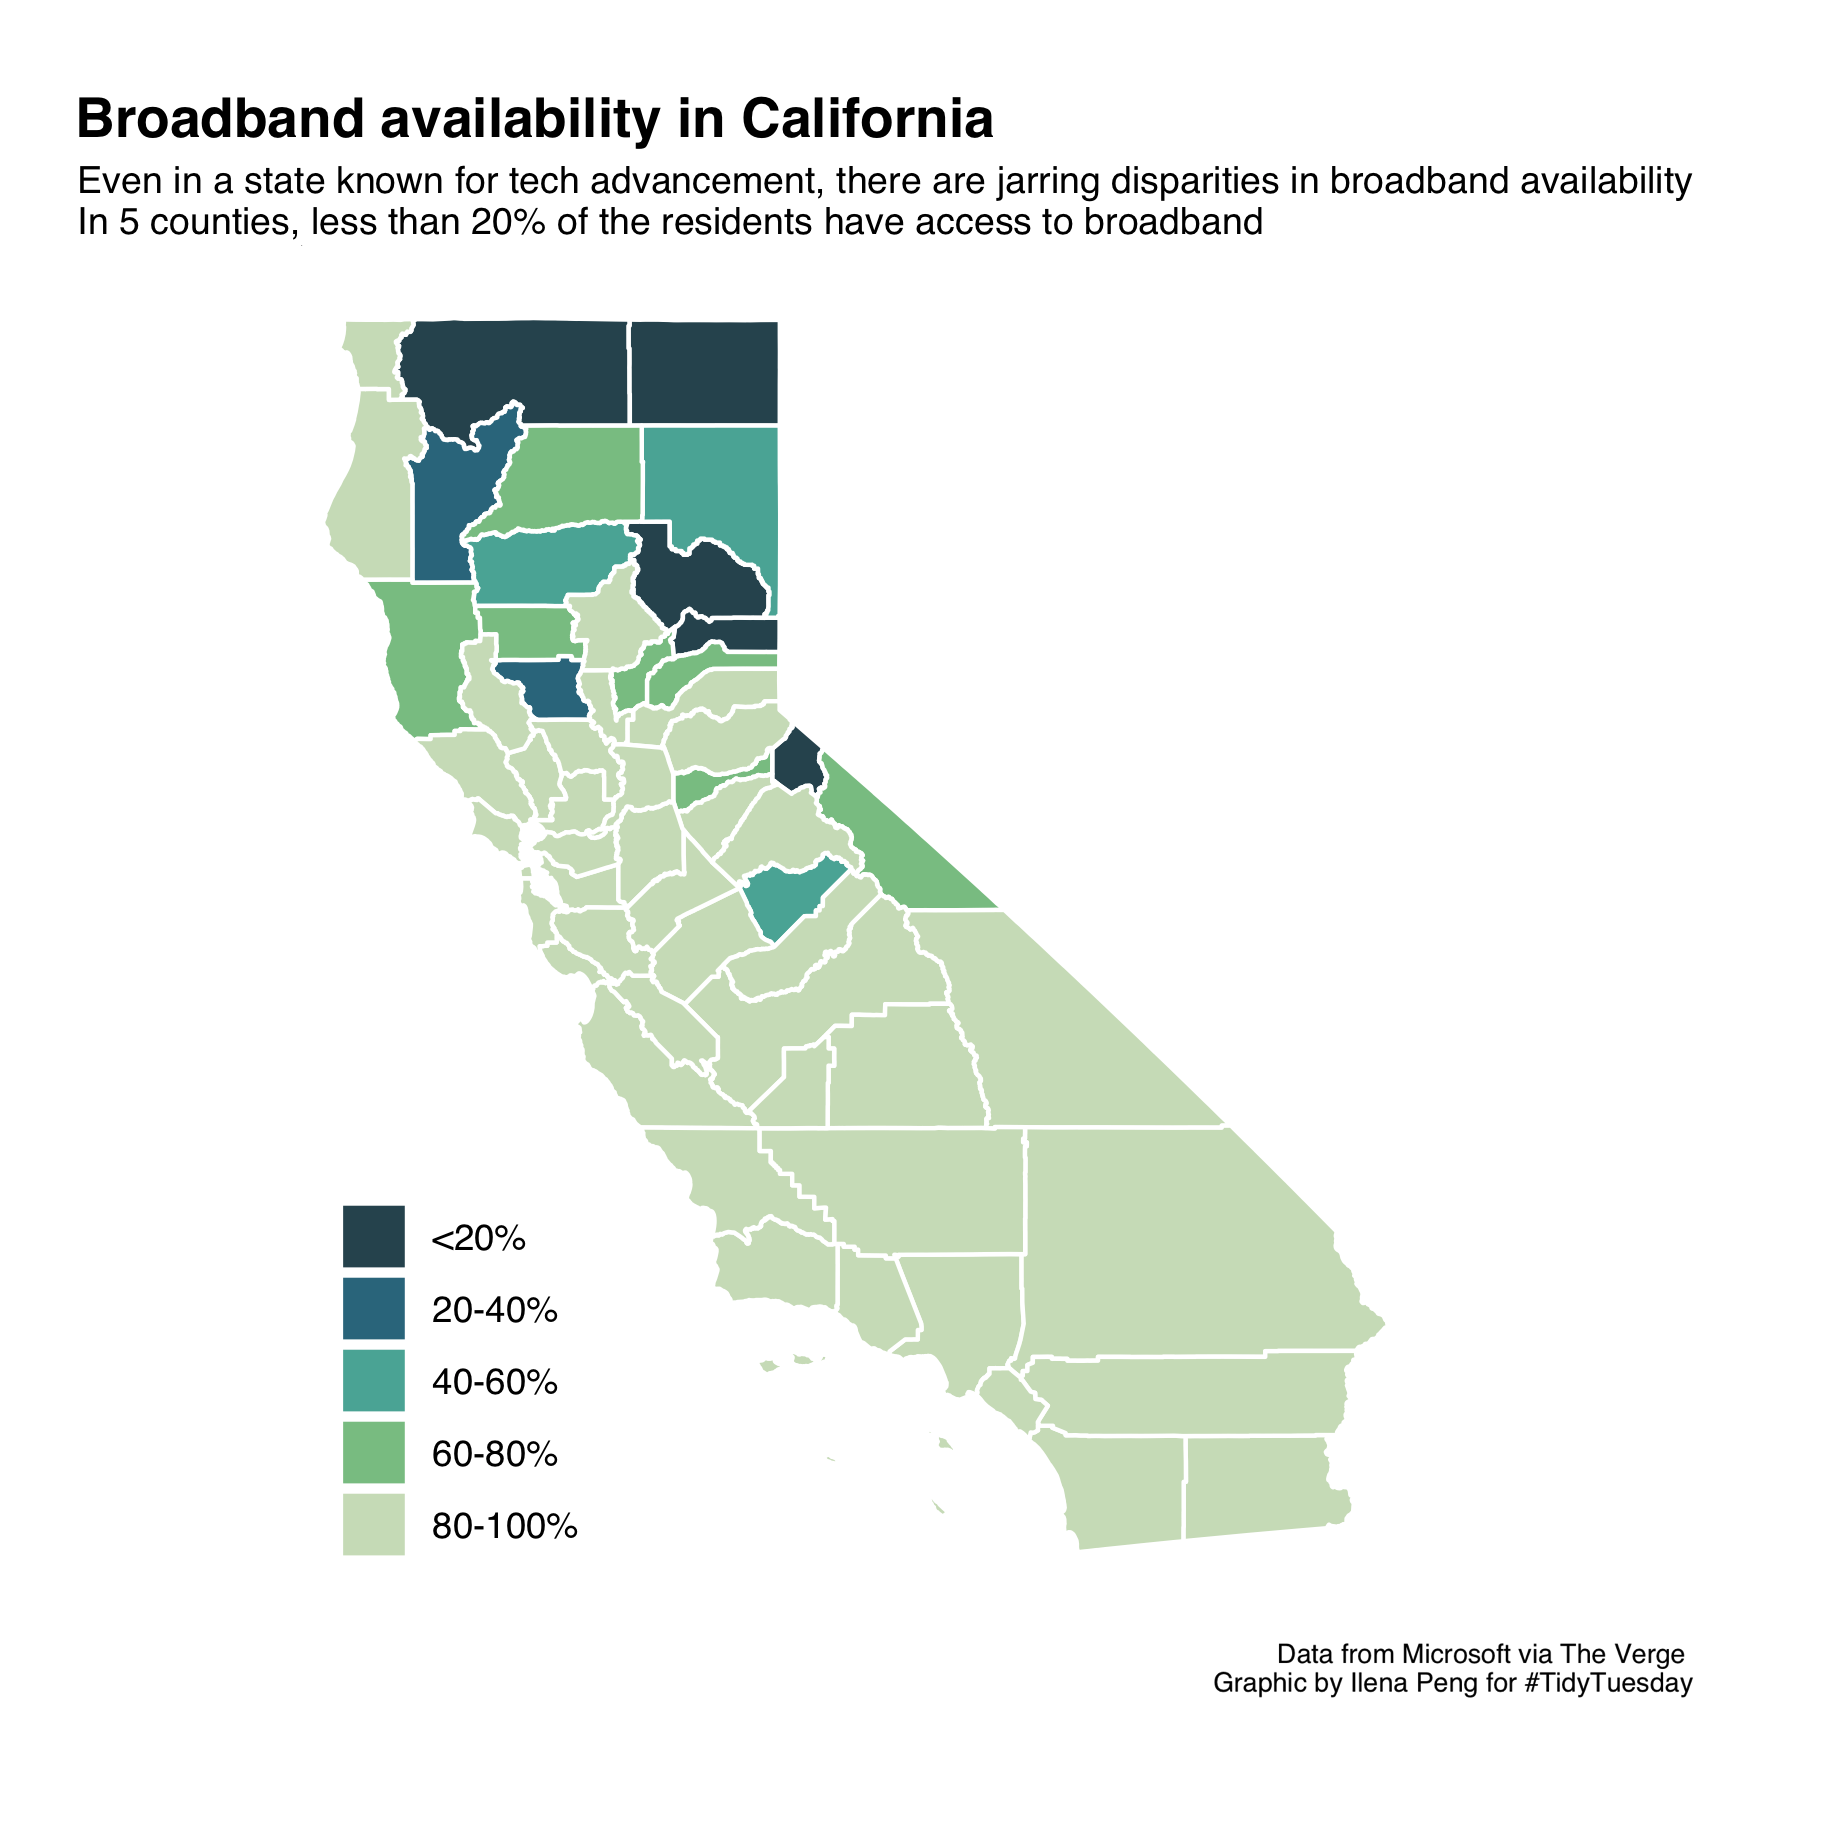 Broadband availability in California
Even in a state known for tech advancement, there are jarring disparities in broadband availability
In 5 counties, less than 20% of the residents have access to broadband
<20%
20-40%
40-60%
60-80%
80-100%
Data from Microsoft via The Verge
Graphic by Ilena Peng for #TidyTuesday